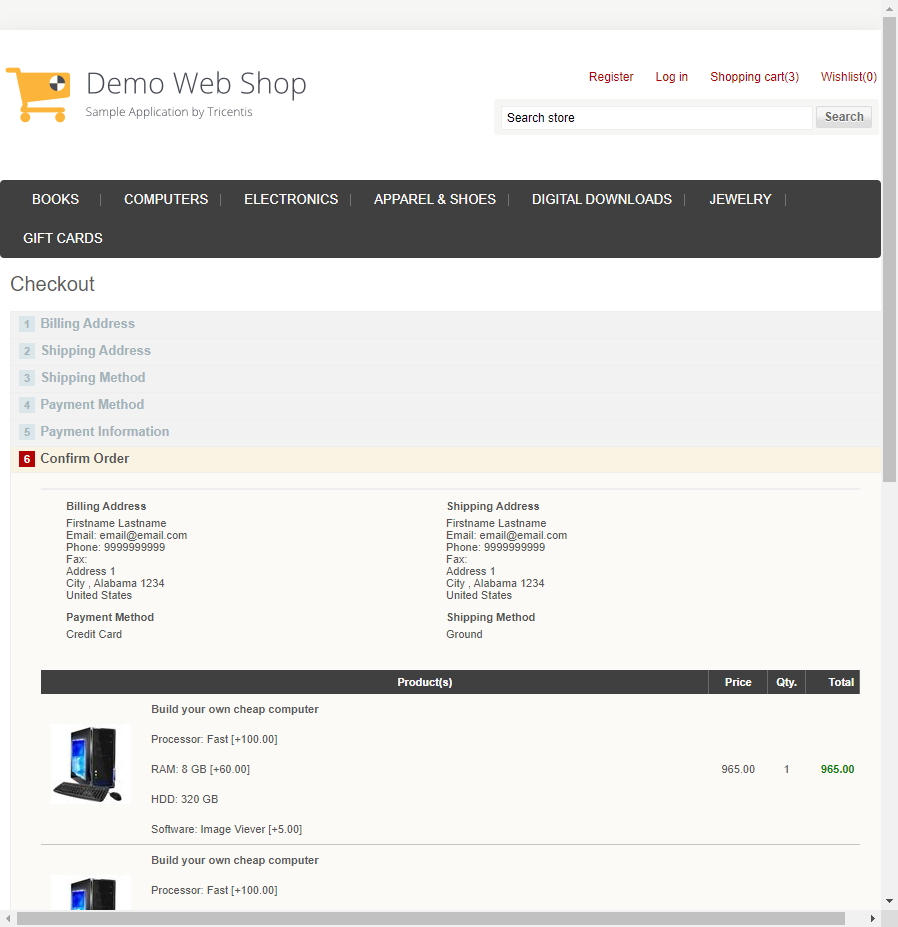 Demo Web Shop
Sample Application by Tricentis
Register Log in Shopping cart(3) Wishlist(0)
Search store Search
BOOKS COMPUTERS ELECTRONICS APPAREL & SHOES DIGITAL DOWNLOADS JEWELRY
GIFT CARDS
Checkout
1 Billing Address
2 Shipping Address
3 Shipping Method
4 Payment Method
5 Payment Information
6 Confirm Order
Billing Address
Firstname Lastname
Email: email@email.com
Phone: 9999999999
Fax:
Address 1
City , Alabama 1234
United States
Payment Method
Credit Card
Shipping Address
Firstname Lastname
Email: email@email.com
Phone: 9999999999
Fax:
Address 1
City , Alabama 1234
United States
Shipping Method
Ground
Product(s) Price Qty. Total
Build your own cheap computer
Processor: Fast [+100.00]
RAM: 8 GB [+60.00]
HDD: 320 GB
Software: Image Viever [+5.00]
965.00 1 965.00
Build your own cheap computer
Processor: Fast [+100.00]